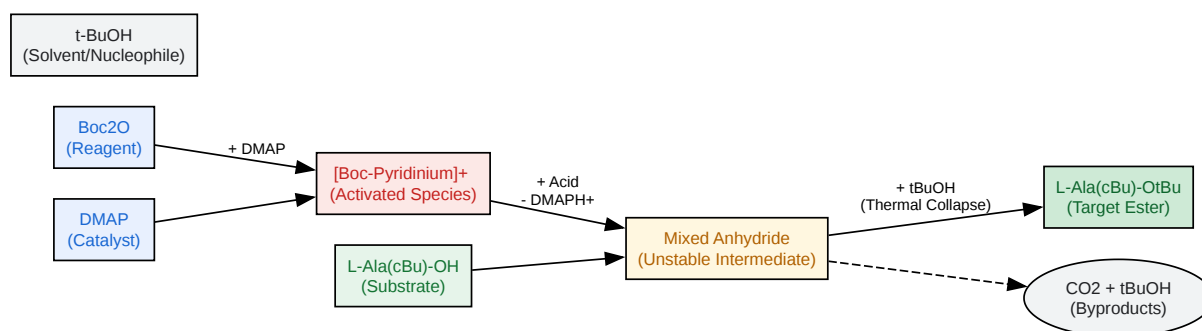 t-BuOH
(Solvent/Nucleophile)
Boc2O
(Reagent)
+ DMAP
DMAP
(Catalyst)
[Boc-Pyridinium]+
(Activated Species)
+ Acid
- DMAPH+
L-Ala(cBu)-OH
(Substrate)
Mixed Anhydride
(Unstable Intermediate)
+ tBuOH
(Thermal Collapse)
L-Ala(cBu)-OtBu
(Target Ester)
CO2 + tBuOH
(Byproducts)